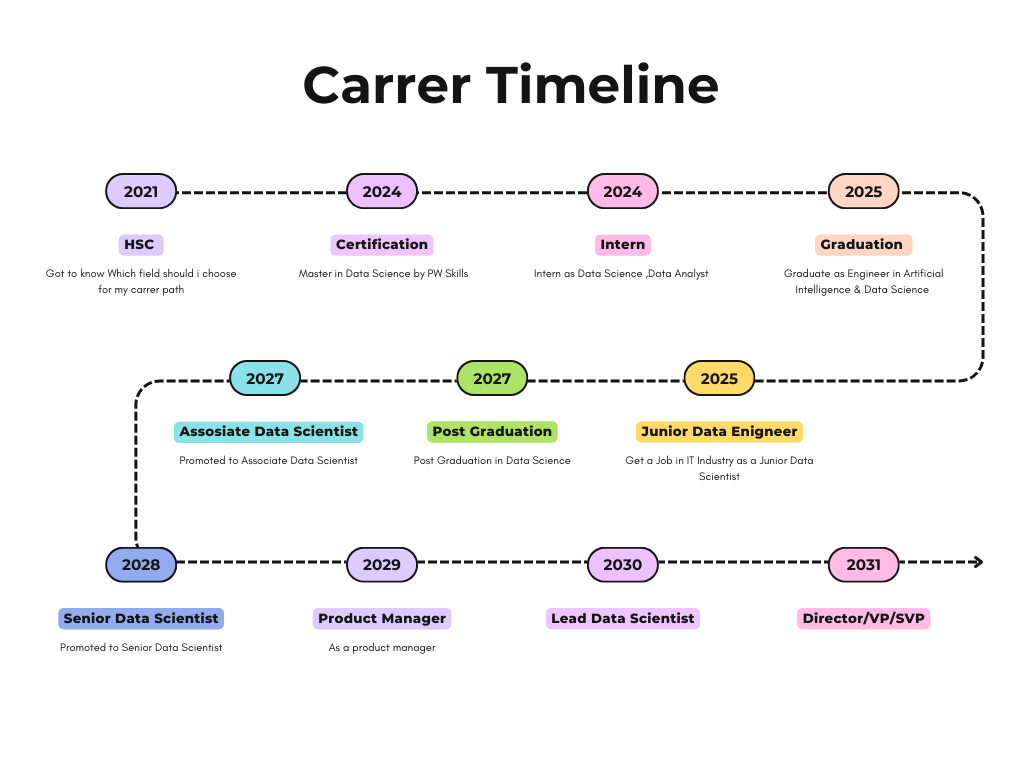 Carrer Timeline
2021
2024
2024
2025
HSC
Certification
Intern
Graduation
Got to know Which field should i choose
for my carrer path
Master in Data Science by PW Skills
Intern as Data Science ,Data Analyst
Graduate as Engineer in Artificial
Intelligence & Data Science
2027
2027
2025
Assosiate Data Scientist
Post Graduation
Junior Data Enigneer
Promoted to Associate Data Scientist
Post Graduation in Data Science
Get a Job in IT Industry as a Junior Data
Scientist
2028
2029
2030
2031
Senior Data Scientist
Product Manager
Lead Data Scientist
Director/VP/SVP
Promoted to Senior Data Scientist
As a product manager